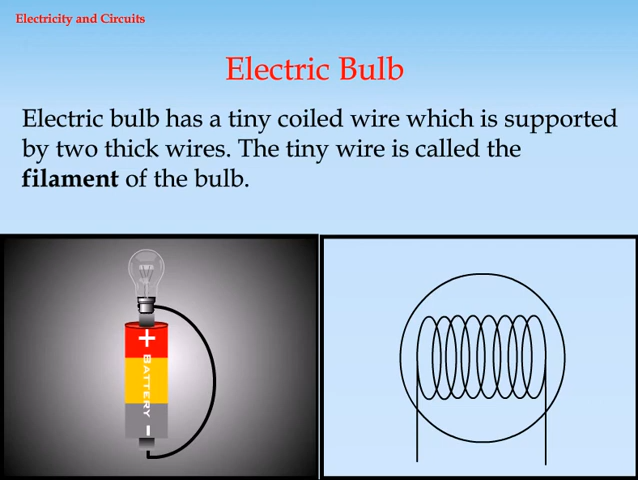 Electricity and Circuits
Electric Bulb
Electric bulb has a tiny coiled wire which is supported
by two thick wires. The tiny wire is called the
filament of the bulb.
+
BATTERY
-